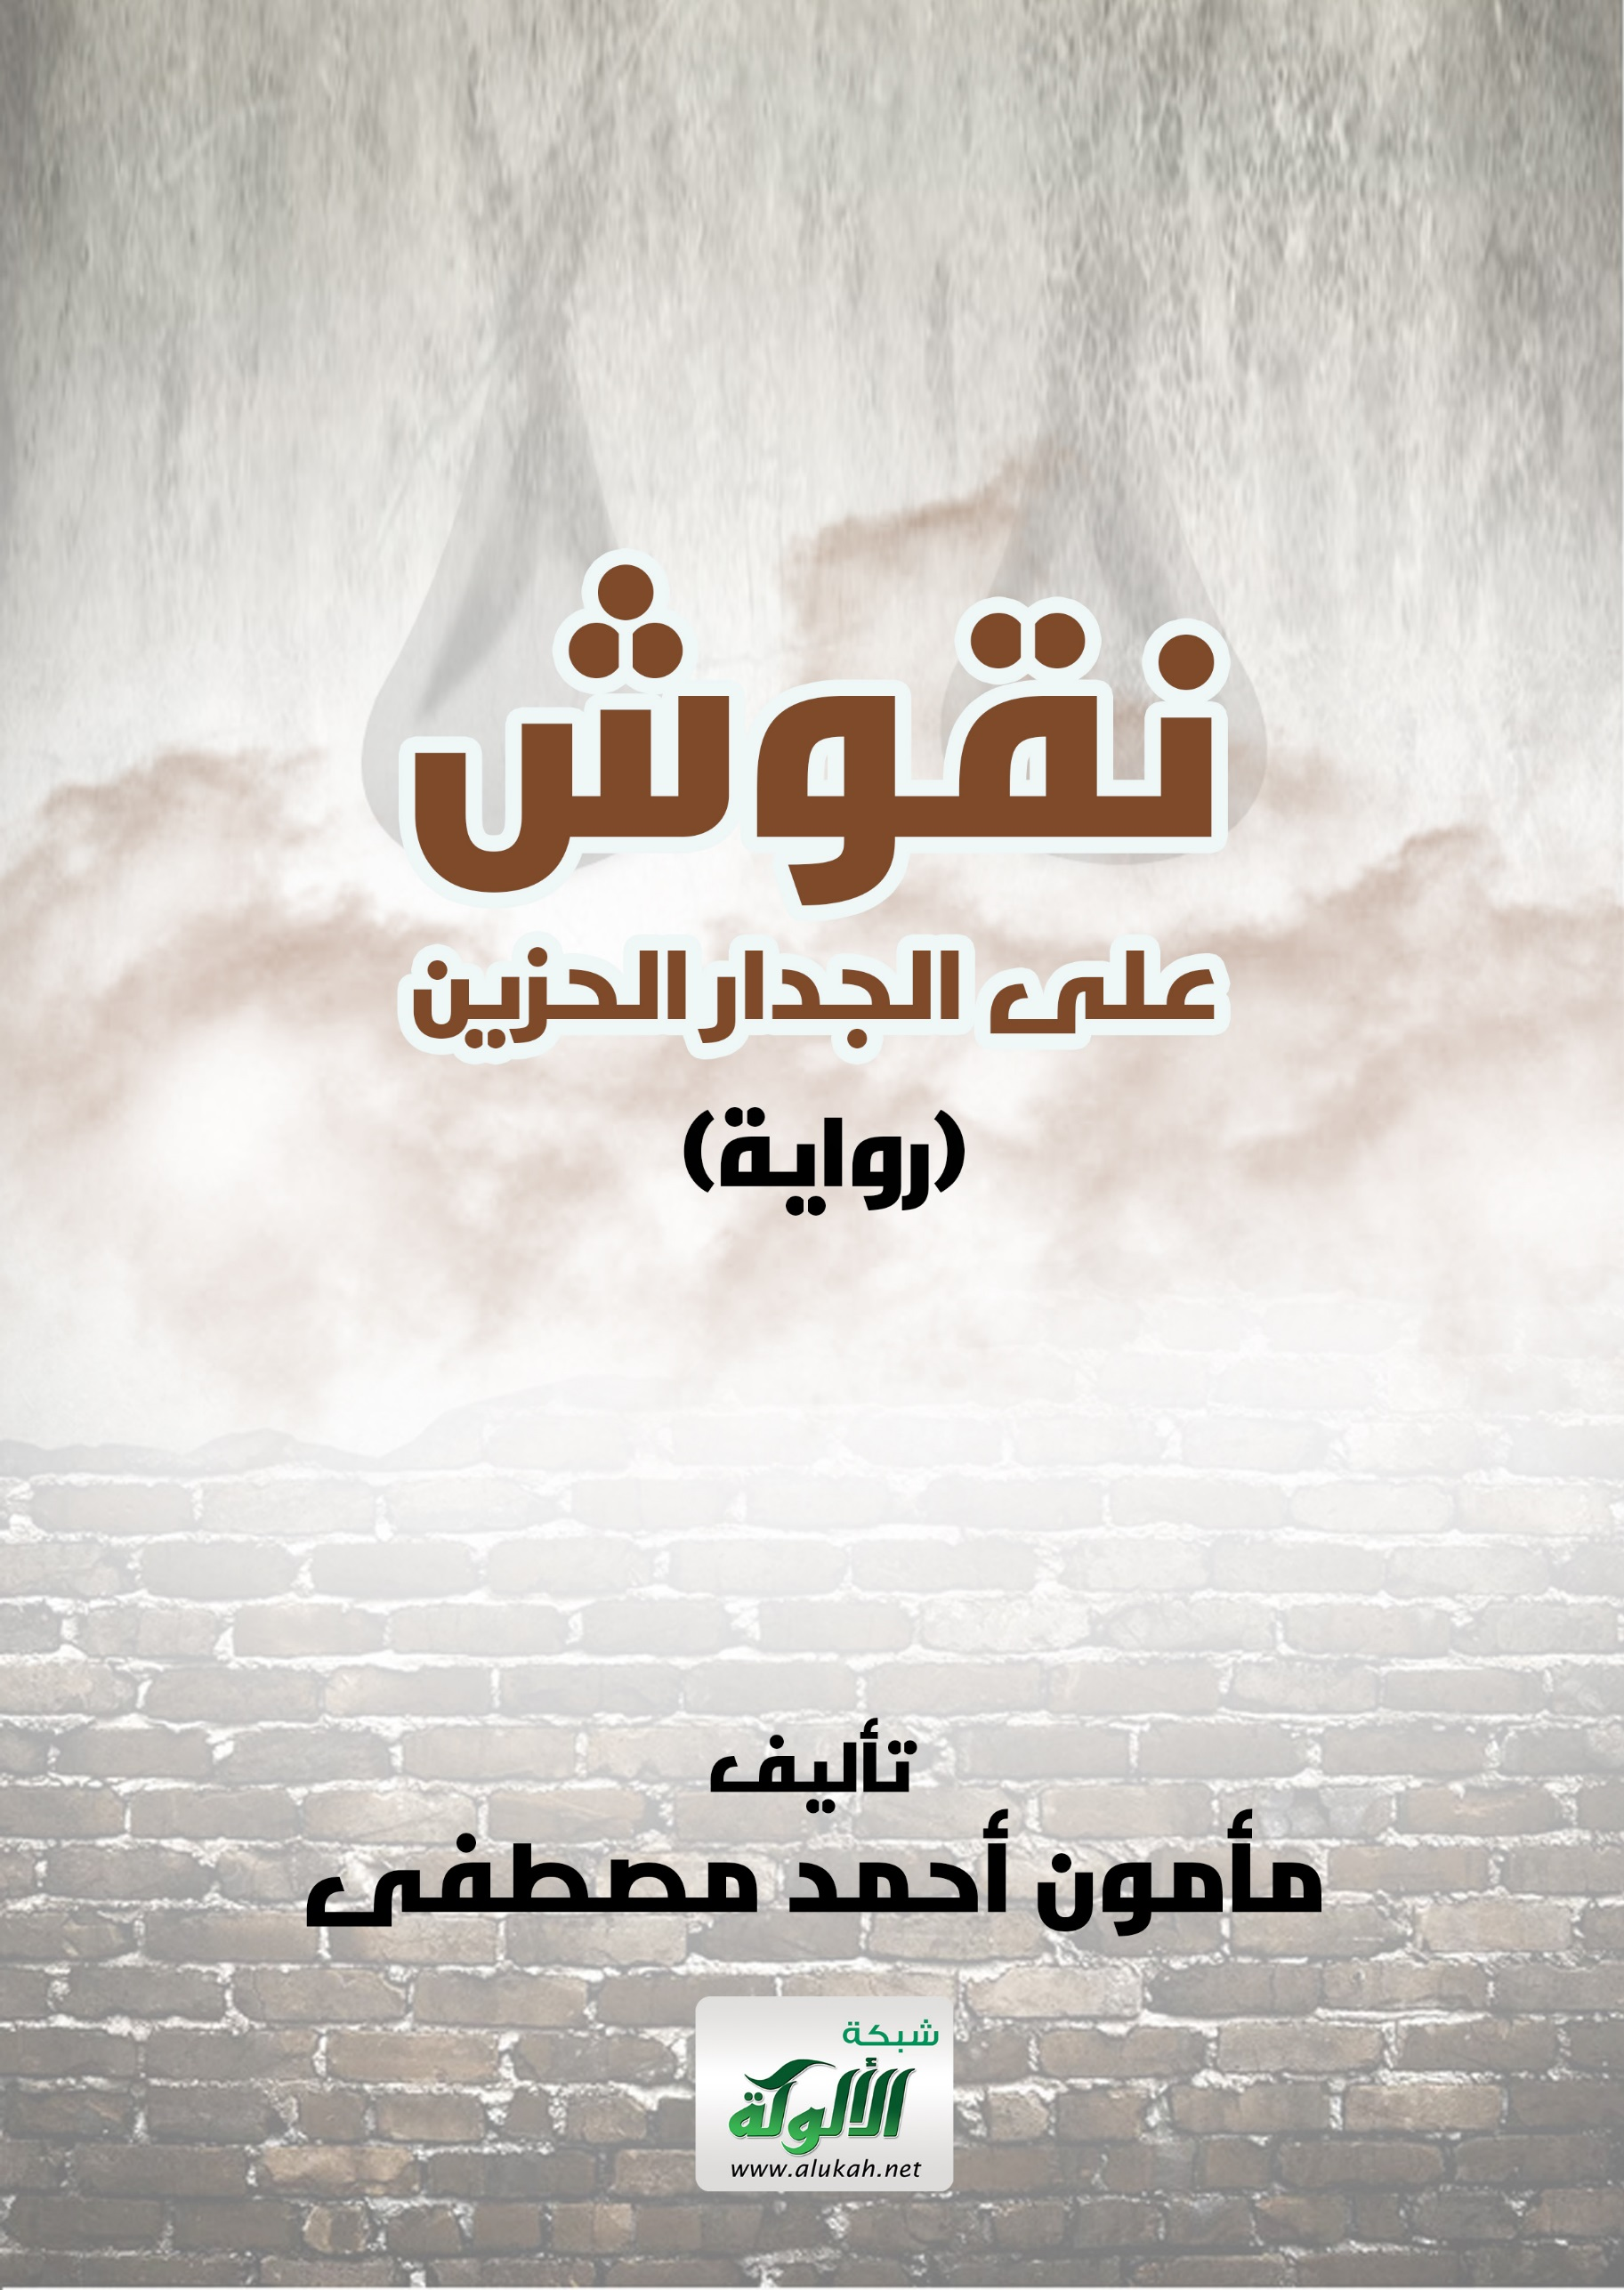 نقوش
على الجدار الحزين
(رواية)
تأليف
مأمون أحمد مصطفى
شبكة
الألوكة
www.alukah.net